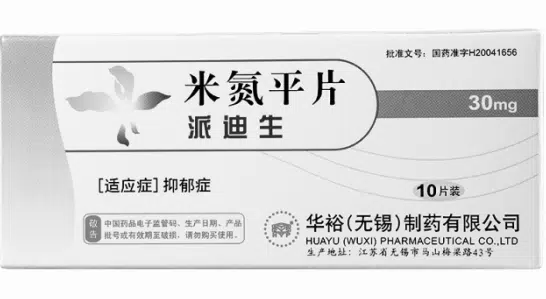 批准文号：国药准字H20041656
米氮平片
派迪生
30mg
[适应症] 抑郁症
10片装
敬告
中国药品电子监管码、生产日期、产品
批号或有效期至破损，请勿购买使用。
华裕(无锡)制药有限公司
HUAYU (WUXI) PHARMACEUTICAL CO.,LTD
生产地址：江苏省无锡市马山梅梁路43号